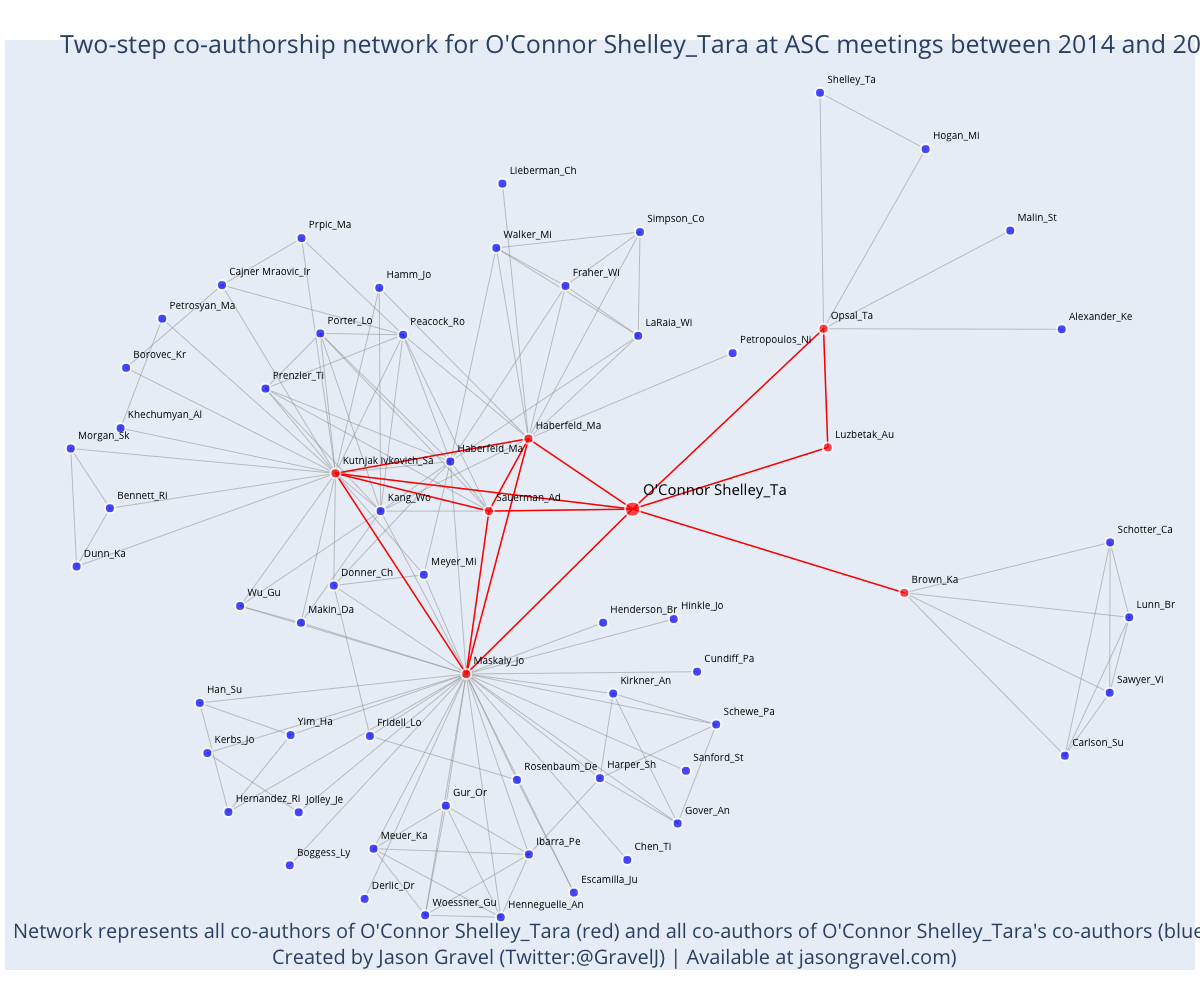 Two-step co-authorship network for O'Connor Shelley_Tara at ASC meetings between 2014 and 20
Shelley_Ta
Hogan_Mi
Lieberman_Ch
Malin_St
Simpson_Co
Prpic_Ma
Walker_Mi
Cajner Mraovic_Ir
Hamm_Jo
Fraher_Wi
Petrosyan_Ma
Opsal_Ta
Alexander_Ke
Porter_Lo
Peacock_Ro
LaRaia_Wi
Petropoulos_Ni
Borovec_Kr
Prenzler_Ti
Khechumyan_Al
Haberfeld_Ma
Morgan_Sk
Luzbetak_Au
Haberfeld_Ma
Kutnjak Ivkovich_Sa
O'Connor Shelley_Ta
Bennett_Ri
Kang_Wo
Sauerman_Ad
Schotter_Ca
Dunn_Ka
Meyer_Mi
Donner_Ch
Brown_Ka
Wu_Gu
Lunn_Br
Makin_Da
Henderson_Br
Hinkle_Jo
Maskaly_Jo
Cundiff_Pa
Kirkner_An
Sawyer_Vi
Han_Su
Schewe_Pa
Yim_Ha
Fridell_Lo
Kerbs_Jo
Carlson_Su
Rosenbaum_De
Harper_Sh
Sanford_St
Hernandez_Ri
Jolley_Je
Gur_Or
Gover_An
Meuer_Ka
Ibarra_Pe
Chen_Ti
Boggess_Ly
Escamilla_Ju
Derlic_Dr
Woessner_Gu
Henneguelle_An
Network represents all co-authors of O'Connor Shelley_Tara (red) and all co-authors of O'Connor Shelley_Tara's co-authors (blue
Created by Jason Gravel (Twitter:@GravelJ) | Available at jasongravel.com)